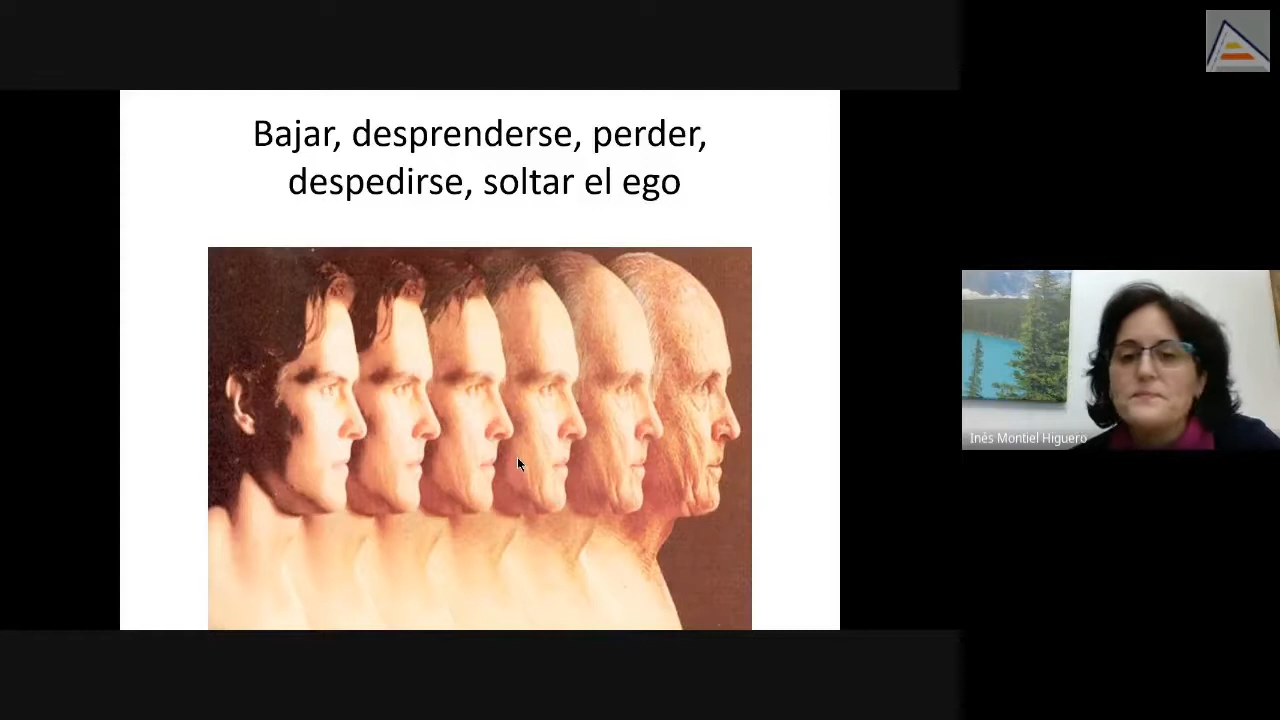 Bajar, desprenderse, perder,
despedirse, soltar el ego
Inés Montiel Higuero